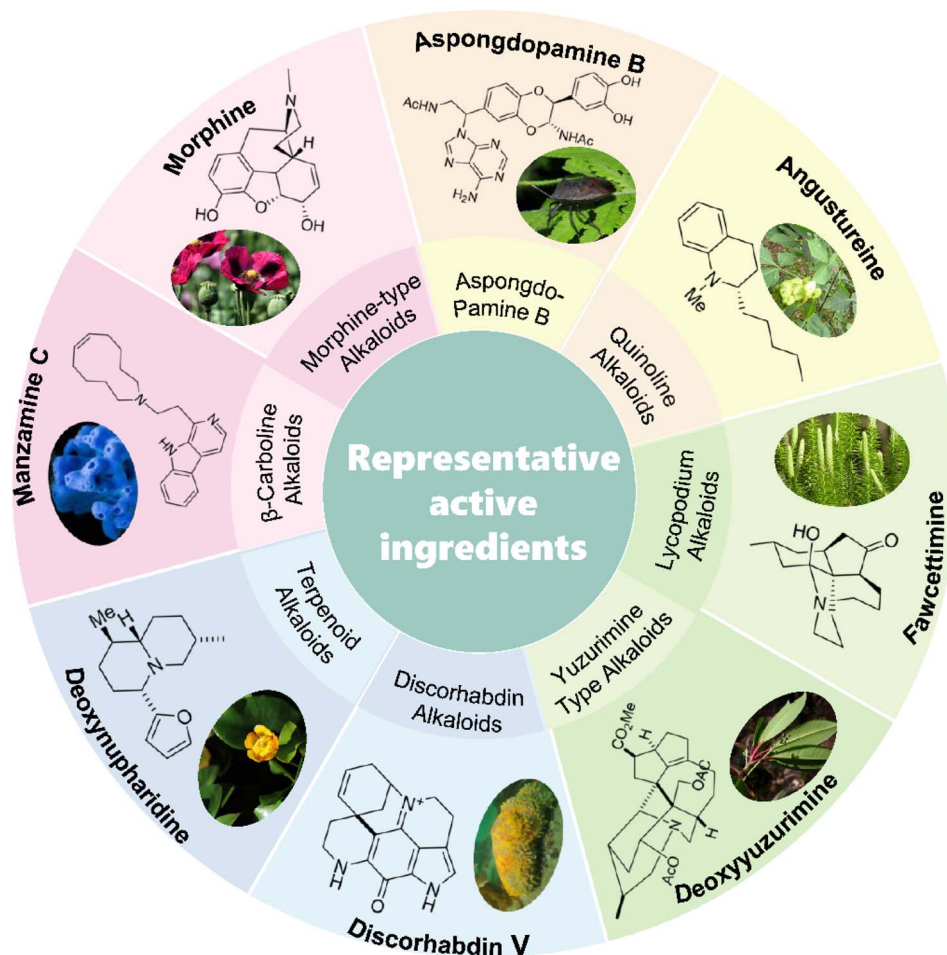 Representative
active
ingredients
Aspongdopamine B
AcHN
OH
OH
NHAc
N
N
N
N
H₂N
O
O
Aspongdo-
Pamine B
Angustureine
N
Me
Quinoline
Alkaloids
Fawcettimine
HO
O
N
Lycopodium
Alkaloids
Deoxyyuzurimine
CO₂Me
H
OAC
N
H
AcO
Yuzurimine
Type Alkaloids
Discorhabdin V
N+
N
H
O
N
H
Discorhabdin
Alkaloids
Deoxynupharidine
Me
H
N
O
Terpenoid
Alkaloids
Manzamine C
N
N
HN
β-Carboline
Alkaloids
Morphine
N
H
HO
O
OH
Morphine-type
Alkaloids